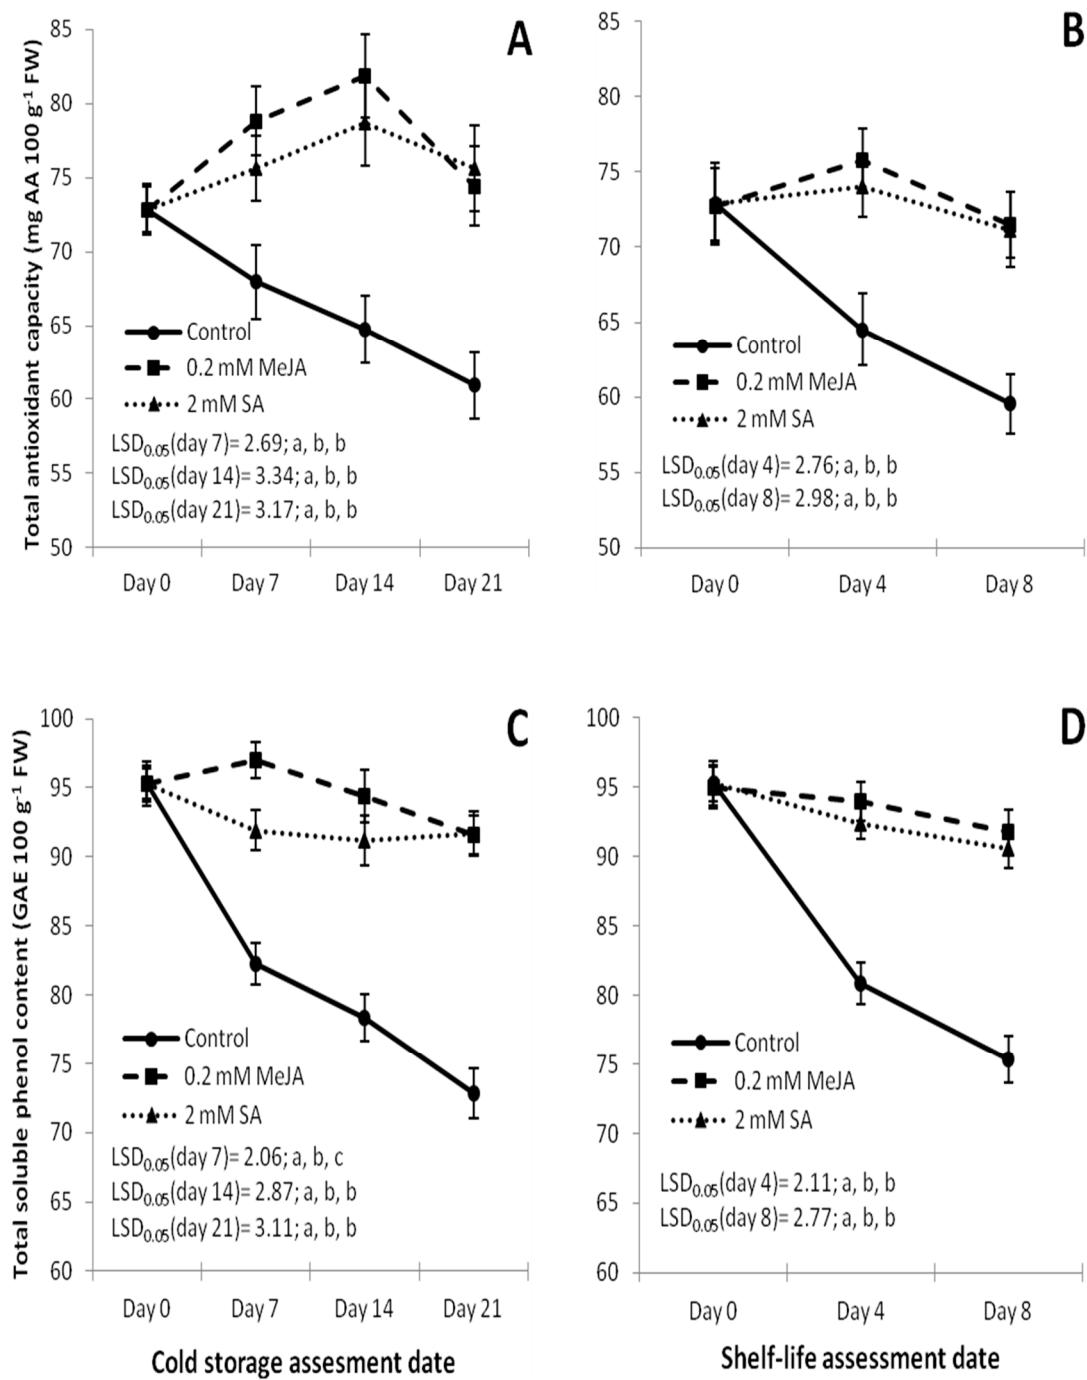 A
Total antioxidant capacity (mg AA 100 g⁻¹ FW)
85
80
75
70
65
60
55
50
Control
0.2 mM MeJA
2 mM SA
LSD₀.₀₅(day 7)= 2.69; a, b, b
LSD₀.₀₅(day 14)= 3.34; a, b, b
LSD₀.₀₅(day 21)= 3.17; a, b, b
Day 0 Day 7 Day 14 Day 21
B
85
80
75
70
65
60
55
50
Control
0.2 mM MeJA
2 mM SA
LSD₀.₀₅(day 4)= 2.76; a, b, b
LSD₀.₀₅(day 8)= 2.98; a, b, b
Day 0 Day 4 Day 8
C
Total soluble phenol content (GAE 100 g⁻¹ FW)
100
95
90
85
80
75
70
65
60
Control
0.2 mM MeJA
2 mM SA
LSD₀.₀₅(day 7)= 2.06; a, b, c
LSD₀.₀₅(day 14)= 2.87; a, b, b
LSD₀.₀₅(day 21)= 3.11; a, b, b
Day 0 Day 7 Day 14 Day 21
Cold storage assesment date
D
100
95
90
85
80
75
70
65
60
Control
0.2 mM MeJA
2 mM SA
LSD₀.₀₅(day 4)= 2.11; a, b, b
LSD₀.₀₅(day 8)= 2.77; a, b, b
Day 0 Day 4 Day 8
Shelf-life assessment date